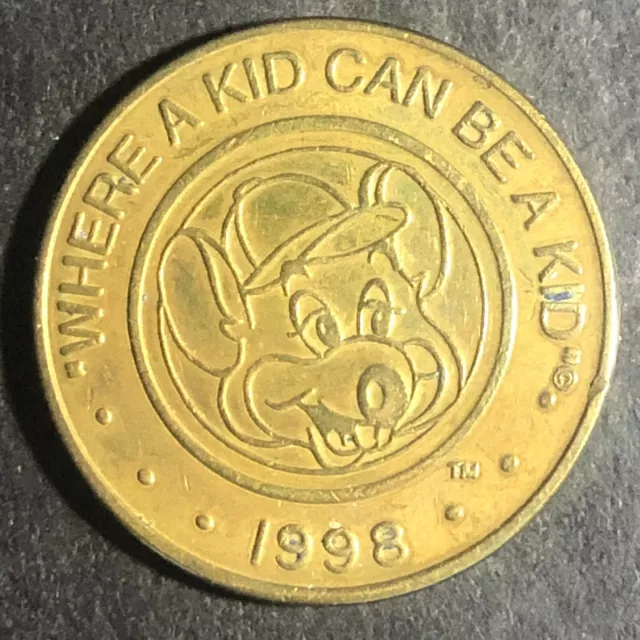 "WHERE A KID CAN BE A KID"©
TM
• • • 1998 • •